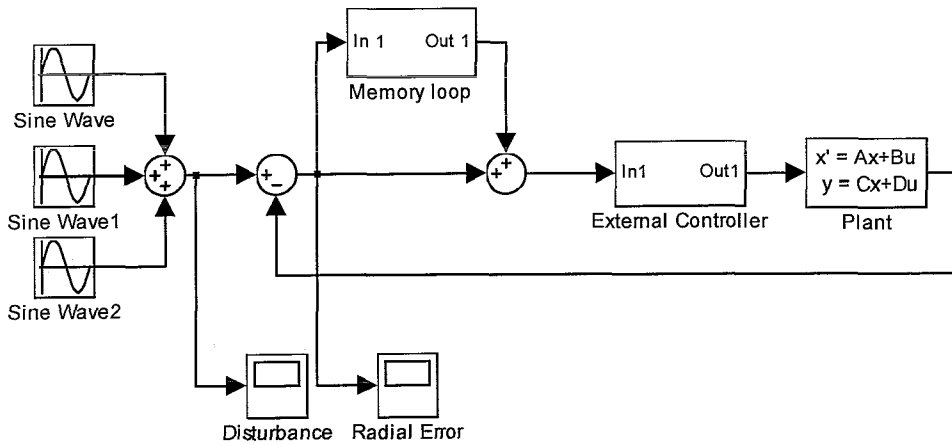 In 1 Out 1
Memory loop
Sine Wave
+
+
+
Sine Wave1
+
−
+
+
In1 Out1
External Controller
x' = Ax+Bu
y = Cx+Du
Plant
Sine Wave2
Disturbance
Radial Error